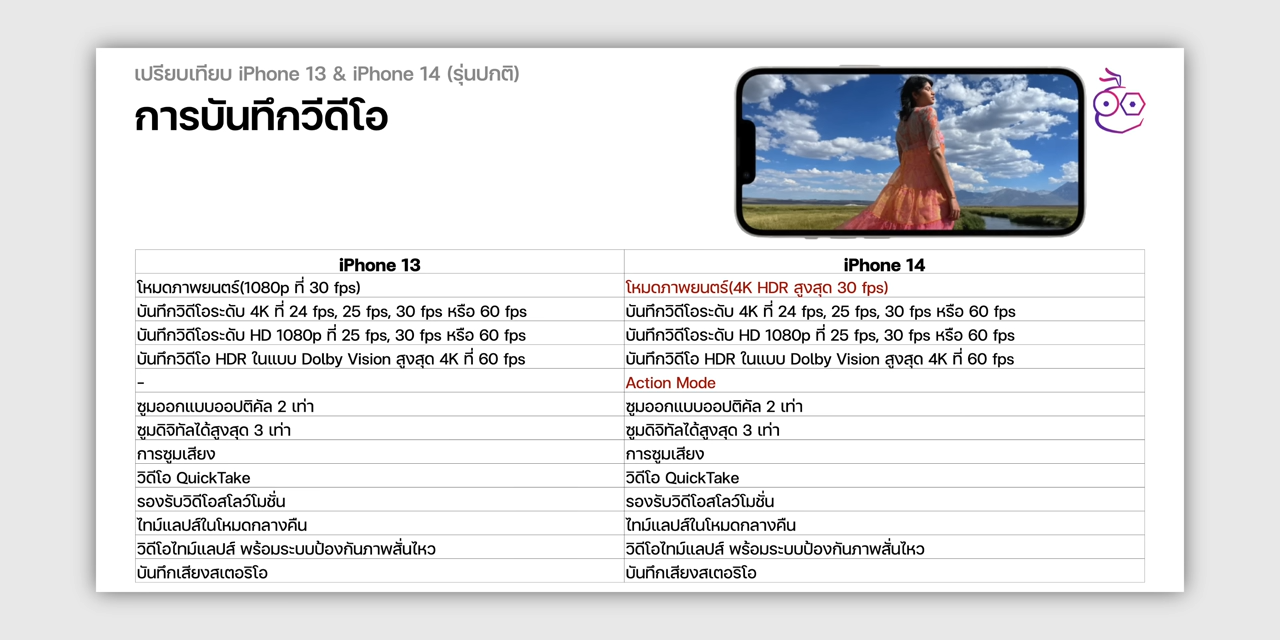 เปรียบเทียบ iPhone 13 & iPhone 14 (รุ่นปกติ)
การบันทึกวีดีโอ
iPhone 13 iPhone 14
โหมดภาพยนตร์(1080p ที่ 30 fps) โหมดภาพยนตร์(4K HDR สูงสุด 30 fps)
บันทึกวิดีโอระดับ 4K ที่ 24 fps, 25 fps, 30 fps หรือ 60 fps บันทึกวิดีโอระดับ 4K ที่ 24 fps, 25 fps, 30 fps หรือ 60 fps
บันทึกวิดีโอระดับ HD 1080p ที่ 25 fps, 30 fps หรือ 60 fps บันทึกวิดีโอระดับ HD 1080p ที่ 25 fps, 30 fps หรือ 60 fps
บันทึกวิดีโอ HDR ในแบบ Dolby Vision สูงสุด 4K ที่ 60 fps บันทึกวิดีโอ HDR ในแบบ Dolby Vision สูงสุด 4K ที่ 60 fps
- Action Mode
ซูมออกแบบออปติคัล 2 เท่า ซูมออกแบบออปติคัล 2 เท่า
ซูมดิจิทัลได้สูงสุด 3 เท่า ซูมดิจิทัลได้สูงสุด 3 เท่า
การซูมเสียง การซูมเสียง
วิดีโอ QuickTake วิดีโอ QuickTake
รองรับวิดีโอสโลว์โมชั่น รองรับวิดีโอสโลว์โมชั่น
ไทม์แลปส์ในโหมดกลางคืน ไทม์แลปส์ในโหมดกลางคืน
วิดีโอไทม์แลปส์ พร้อมระบบป้องกันภาพสั่นไหว วิดีโอไทม์แลปส์ พร้อมระบบป้องกันภาพสั่นไหว
บันทึกเสียงสเตอริโอ บันทึกเสียงสเตอริโอ